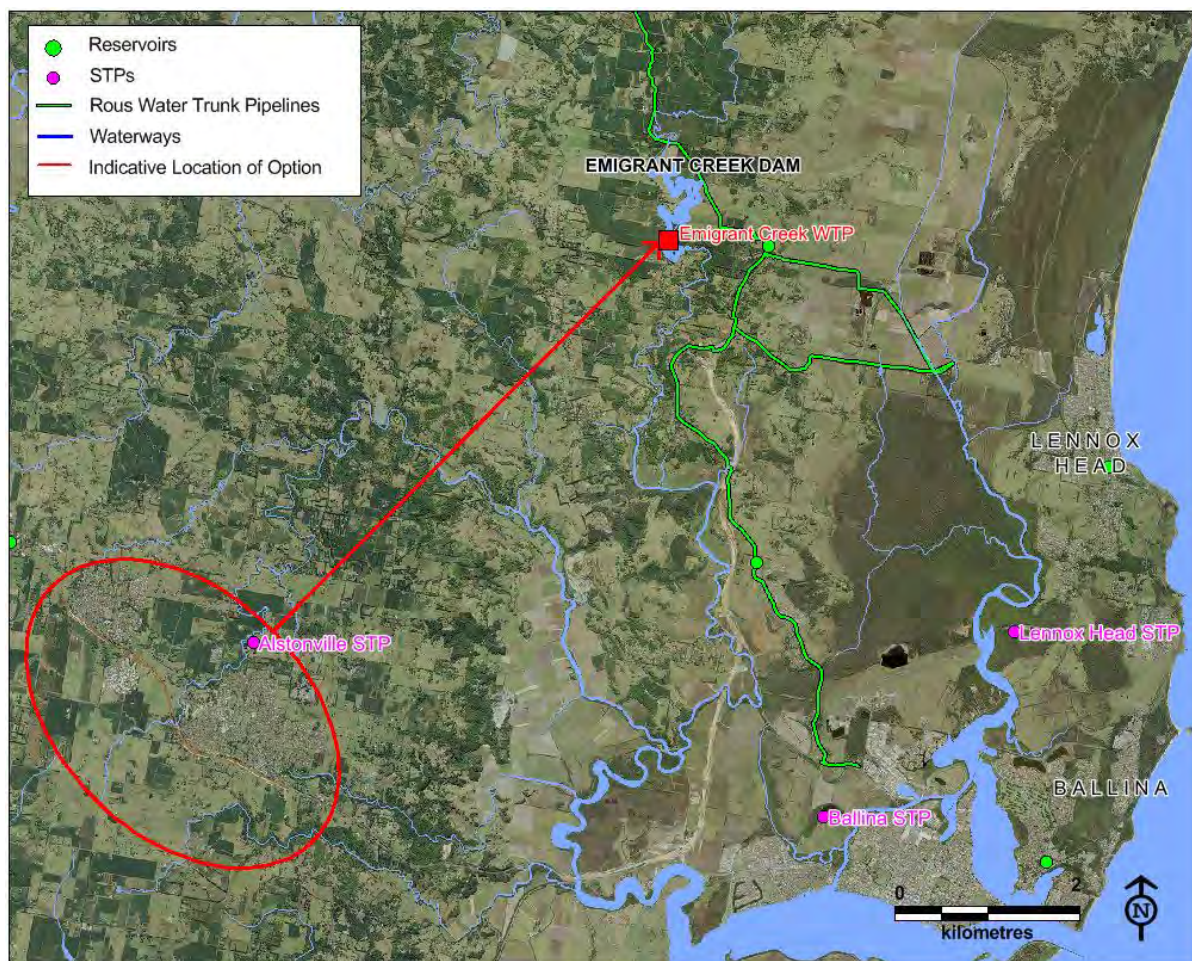 Reservoirs
STPs
Rous Water Trunk Pipelines
Waterways
Indicative Location of Option
EMIGRANT CREEK DAM
Emigrant Creek WTP
LENNOX
HEAD
Alstonville STP
Lennox Head STP
BALLINA
Ballina STP
0
2
kilometres
N